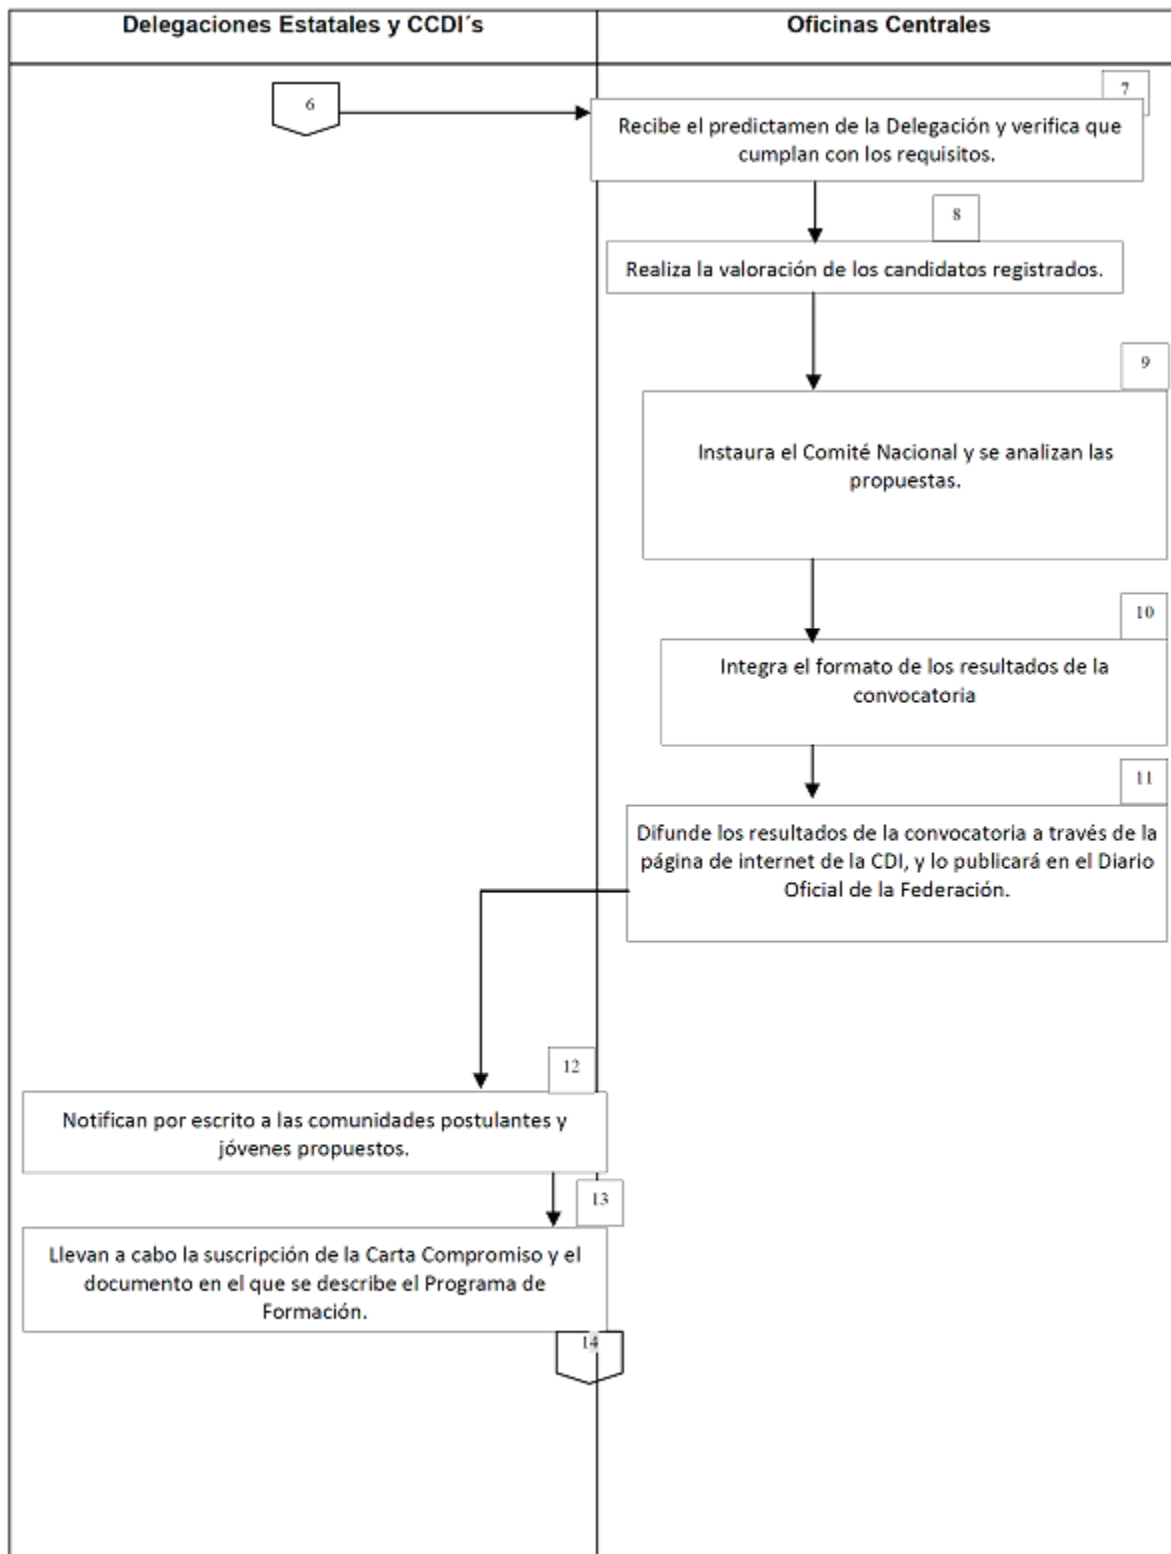 Delegaciones Estatales y CCDI´s
Oficinas Centrales
6
7
Recibe el predictamen de la Delegación y verifica que
cumplan con los requisitos.
8
Realiza la valoración de los candidatos registrados.
9
Instaura el Comité Nacional y se analizan las
propuestas.
10
Integra el formato de los resultados de la
convocatoria
11
Difunde los resultados de la convocatoria a través de la
página de internet de la CDI, y lo publicará en el Diario
Oficial de la Federación.
12
Notifican por escrito a las comunidades postulantes y
jóvenes propuestos.
13
Llevan a cabo la suscripción de la Carta Compromiso y el
documento en el que se describe el Programa de
Formación.
14